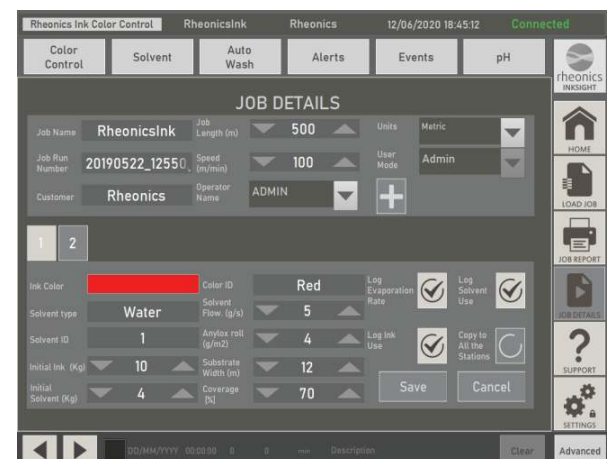 Rheonics Ink Color Control RheonicsInk Rheonics 12/06/2020 18:45:12 Connected
Color Control Solvent Auto Wash Alerts Events pH
rheonics
INKSIGHT
JOB DETAILS
Job Name RheonicsInk Job Length (m) 500 Units Metric
Job Run Number 20190522_12550_ Speed (m/min) 100 User Mode Admin
Customer Rheonics Operator Name ADMIN +
HOME
LOAD JOB
JOB REPORT
JOB DETAILS
SUPPORT
SETTINGS
1 2
Ink Color Color ID Red Log Evaporation Rate Log Solvent Use
Solvent type Water Solvent Flow. (g/s) 5
Solvent ID 1 Anylox roll (g/m2) 4 Log Ink Use Copy to All the Stations
Initial Ink (Kg) 10 Substrate Width (m) 12
Initial Solvent (Kg) 4 Coverage [%] 70 Save Cancel
DD/MM/YYYY 00:00:00 0 0 min Description Clear Advanced